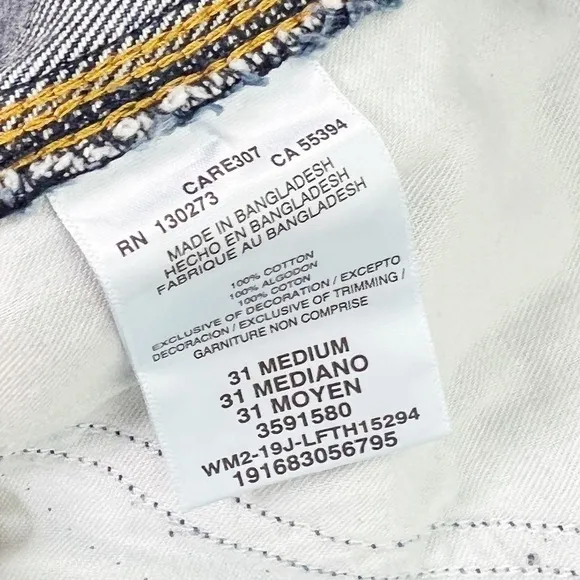 CARE307
RN 130273 CA 55394
MADE IN BANGLADESH
HECHO EN BANGLADESH
FABRIQUE AU BANGLADESH
100% COTTON
100% ALGODON
100% COTON
EXCLUSIVE OF DECORATION / EXCEPTO
DECORACION / EXCLUSIVE OF TRIMMING /
GARNITURE NON COMPRISE
31 MEDIUM
31 MEDIANO
31 MOYEN
3591580
WM2-19J-LFTH15294
191683056795